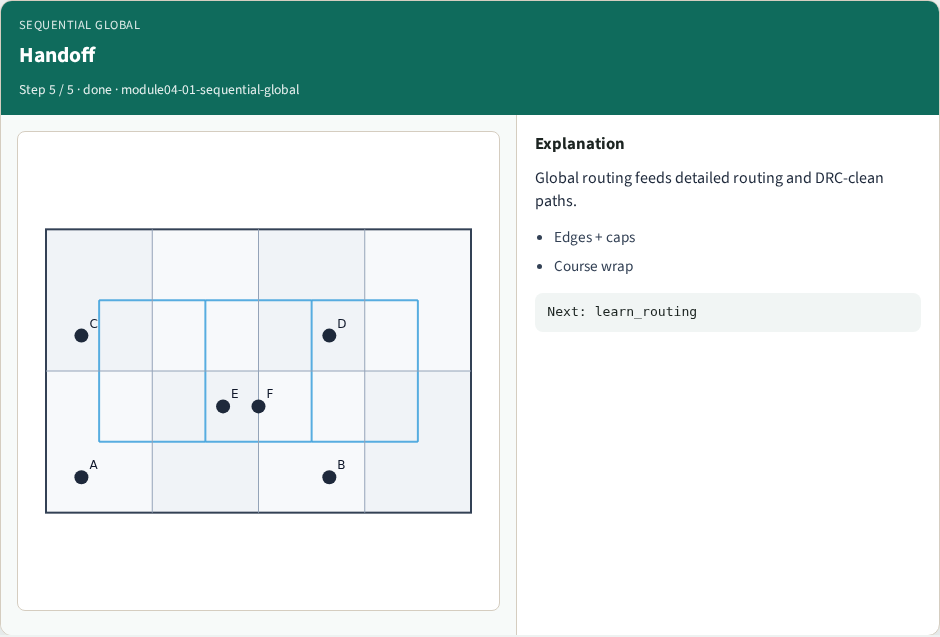 SEQUENTIAL GLOBAL
Handoff
Step 5 / 5 · done · module04-01-sequential-global
C
D
E
F
A
B
Explanation
Global routing feeds detailed routing and DRC-clean
paths.
Edges + caps
Course wrap
Next: learn_routing